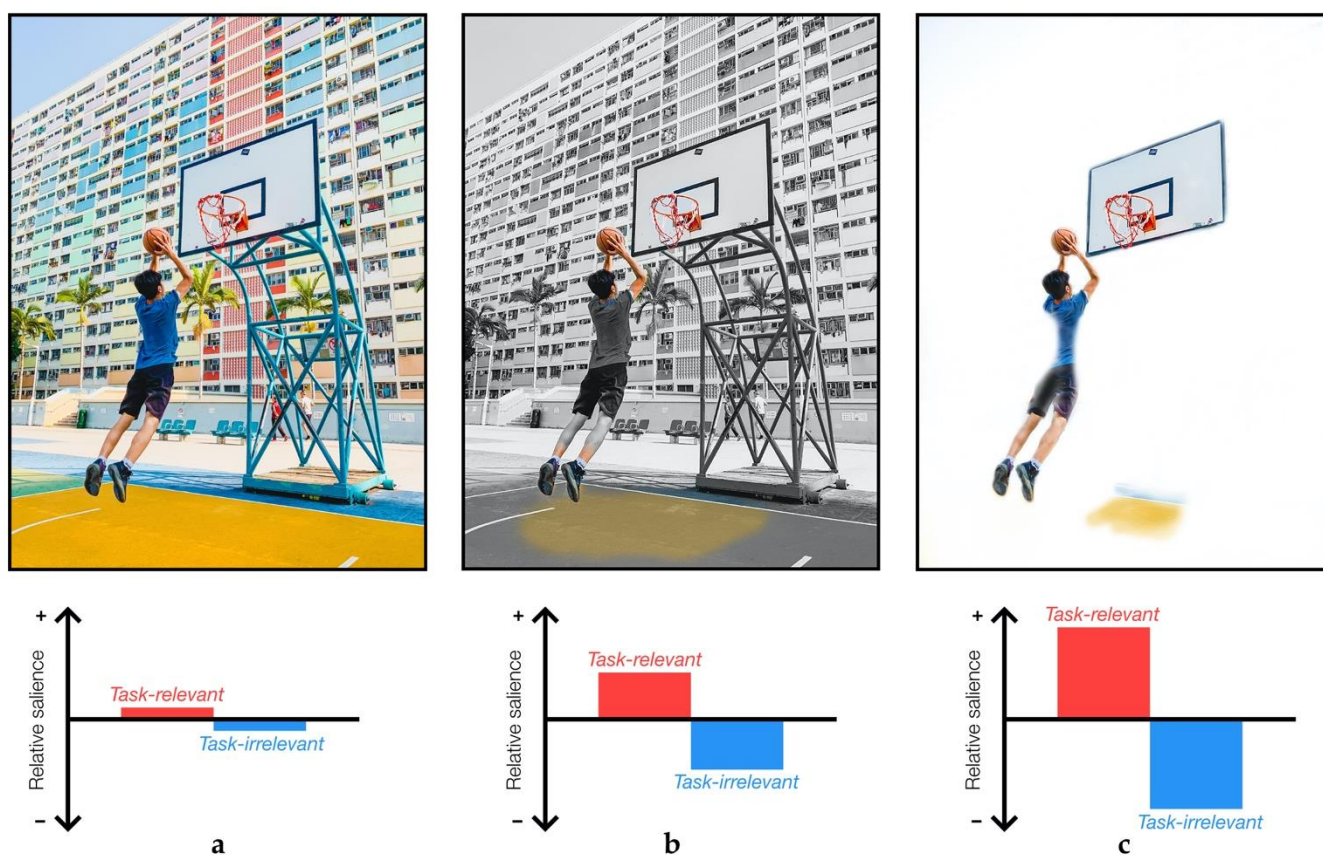 +
Relative salience
Task-relevant
Task-irrelevant
–
a
+
Relative salience
Task-relevant
Task-irrelevant
–
b
+
Relative salience
Task-relevant
Task-irrelevant
–
c